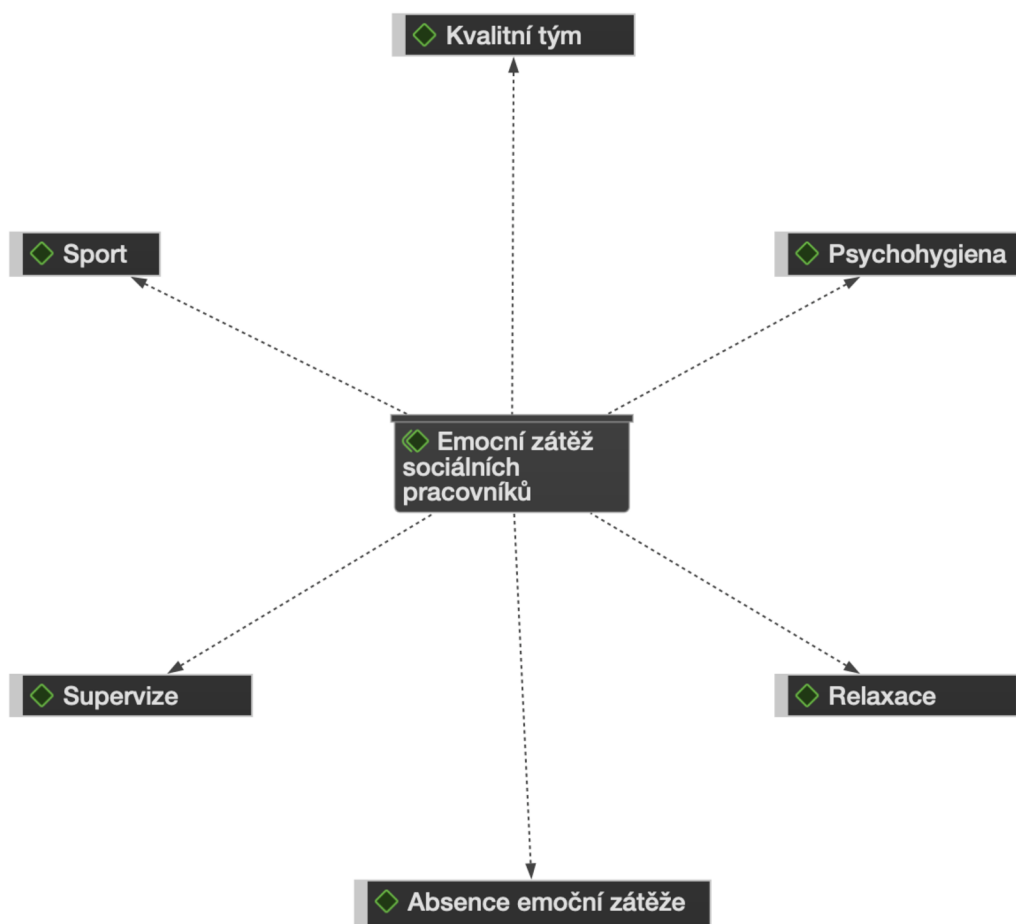 Kvalitní tým
Sport
Psychohygiena
Emocní zátěž
sociálních
pracovníků
Supervize
Relaxace
Absence emoční zátěže